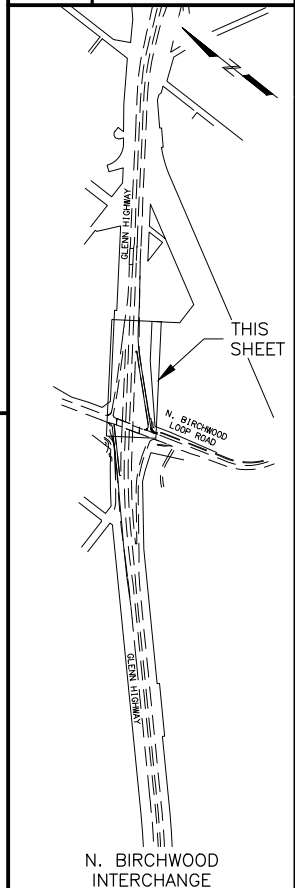 N
GLENN HIGHWAY
THIS
SHEET
N. BIRCHWOOD
LOOP ROAD
GLENN HIGHWAY
N. BIRCHWOOD
INTERCHANGE